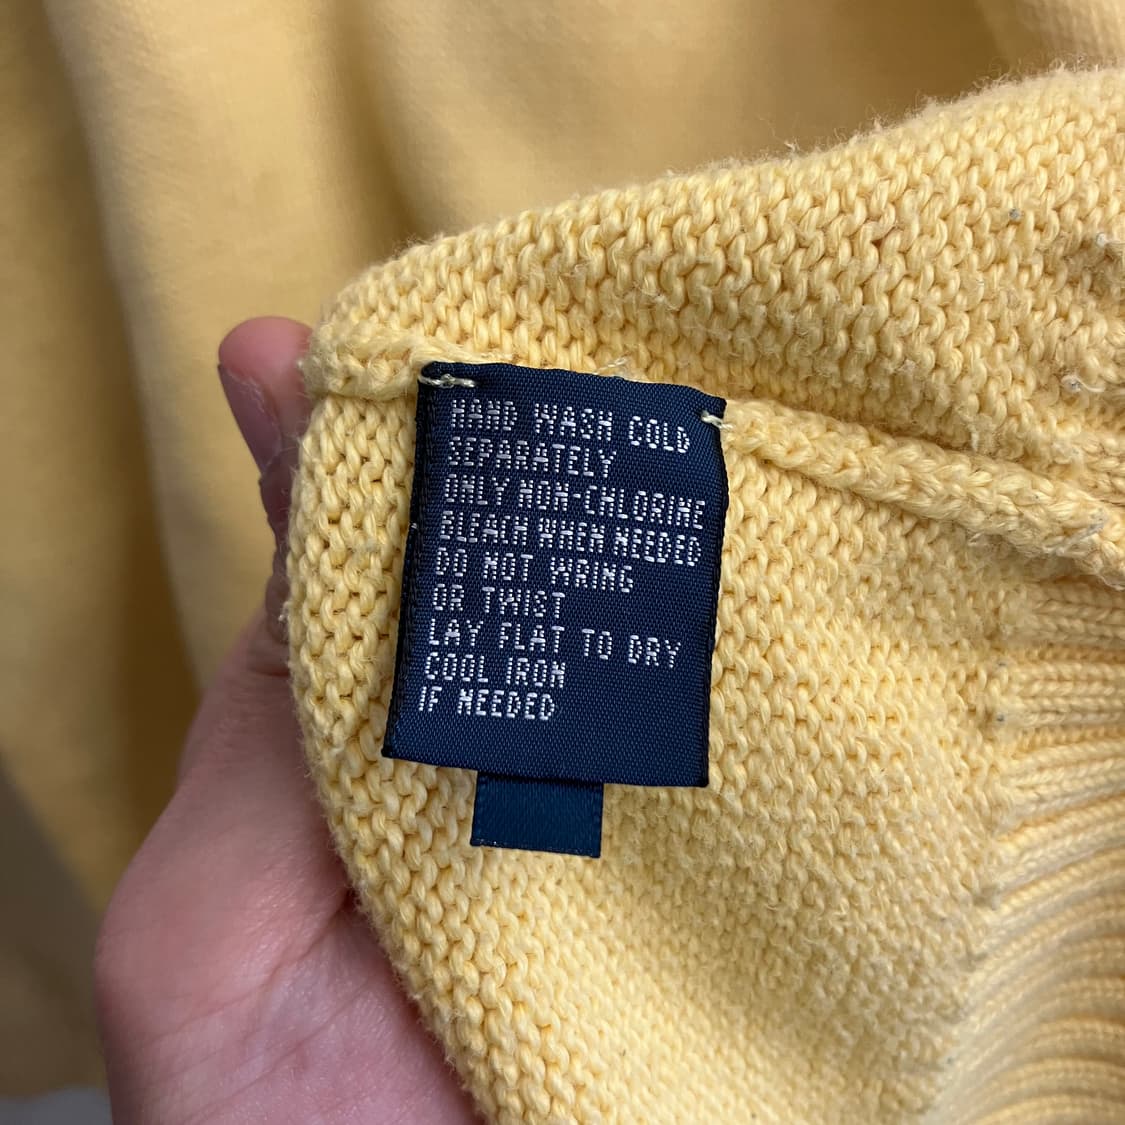 HAND WASH COLD
SEPARATELY
ONLY NON-CHLORINE
BLEACH WHEN NEEDED
DO NOT WRING
OR TWIST
LAY FLAT TO DRY
COOL IRON
IF NEEDED